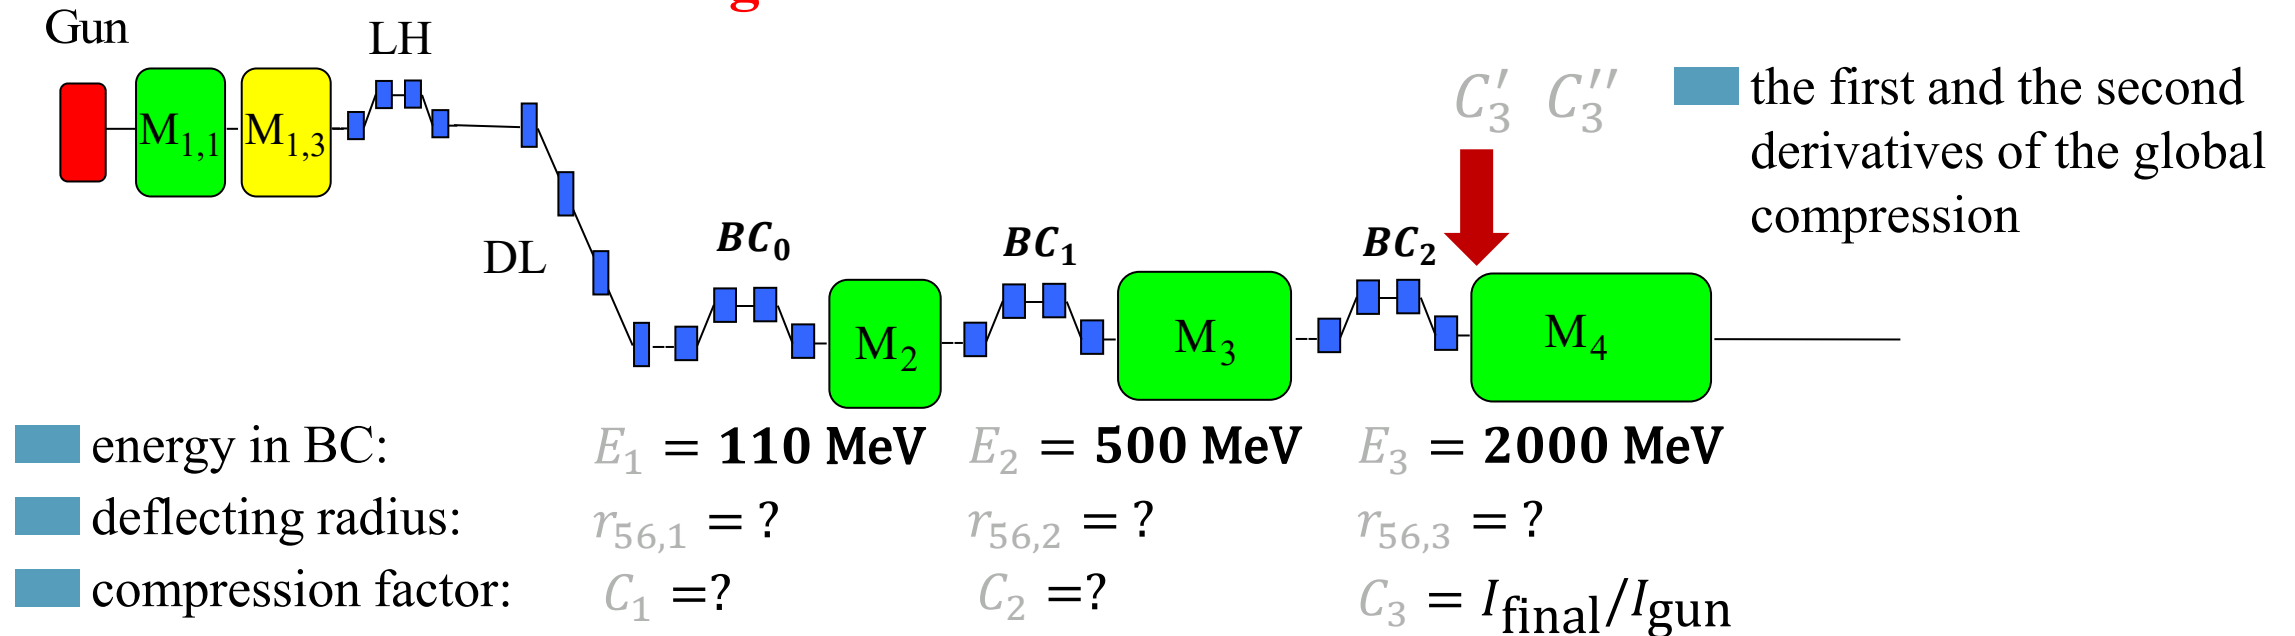 g
Gun
LH
M1,1 M1,3
C′3 C′′3
the first and the second
derivatives of the global
compression
DL
BC0
BC1
BC2
M2
M3
M4
energy in BC: E1 = 110 MeV E2 = 500 MeV E3 = 2000 MeV
deflecting radius: r56,1 = ? r56,2 = ? r56,3 = ?
compression factor: C1 =? C2 =? C3 = Ifinal/Igun